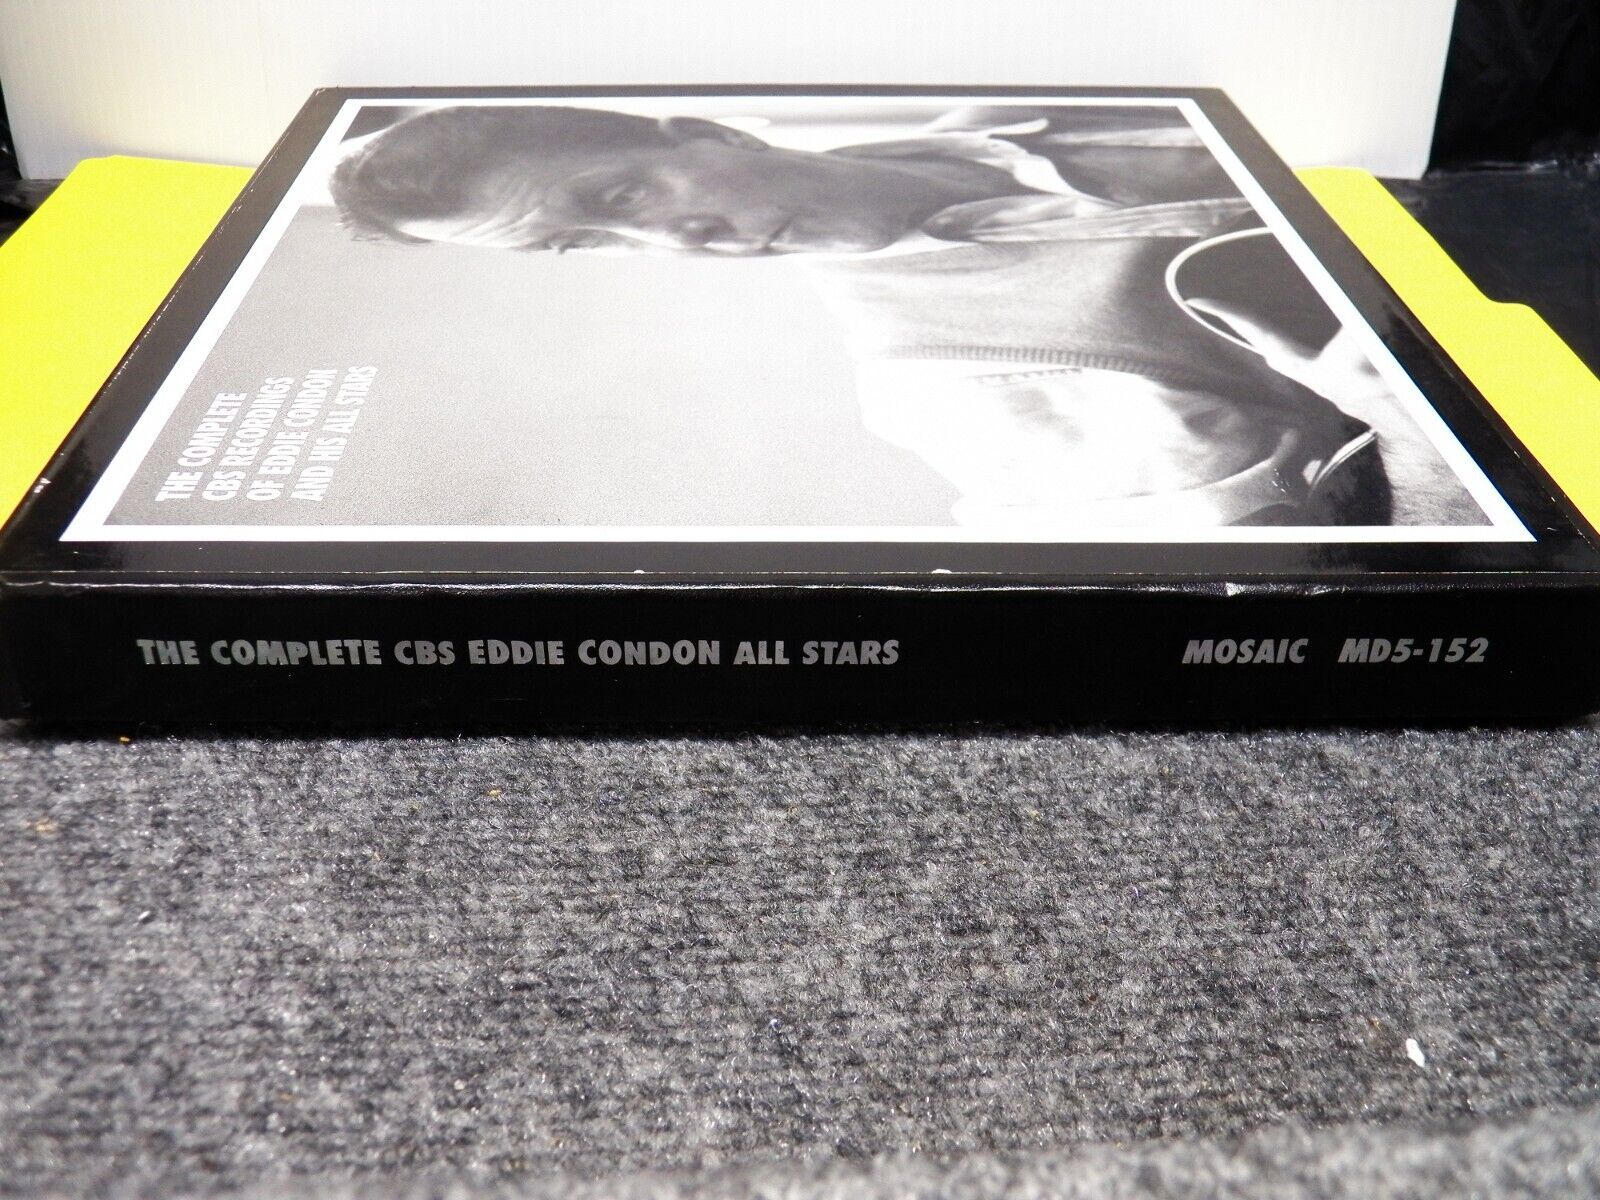 THE COMPLETE
CBS RECORDINGS
OF EDDIE CONDON
AND HIS ALL STARS
THE COMPLETE CBS EDDIE CONDON ALL STARS MOSAIC MD5-152